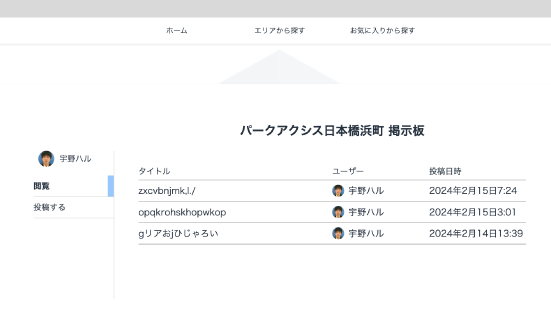 ホーム エリアから探す お気に入りから探す
パークアクシス日本橋浜町 掲示板
宇野ハル
閲覧
投稿する
タイトル ユーザー 投稿日時
zxcvbnjmk,l./ 宇野ハル 2024年2月15日7:24
opqkrohskhopwkop 宇野ハル 2024年2月15日3:01
gリアおjひじゃろい 宇野ハル 2024年2月14日13:39